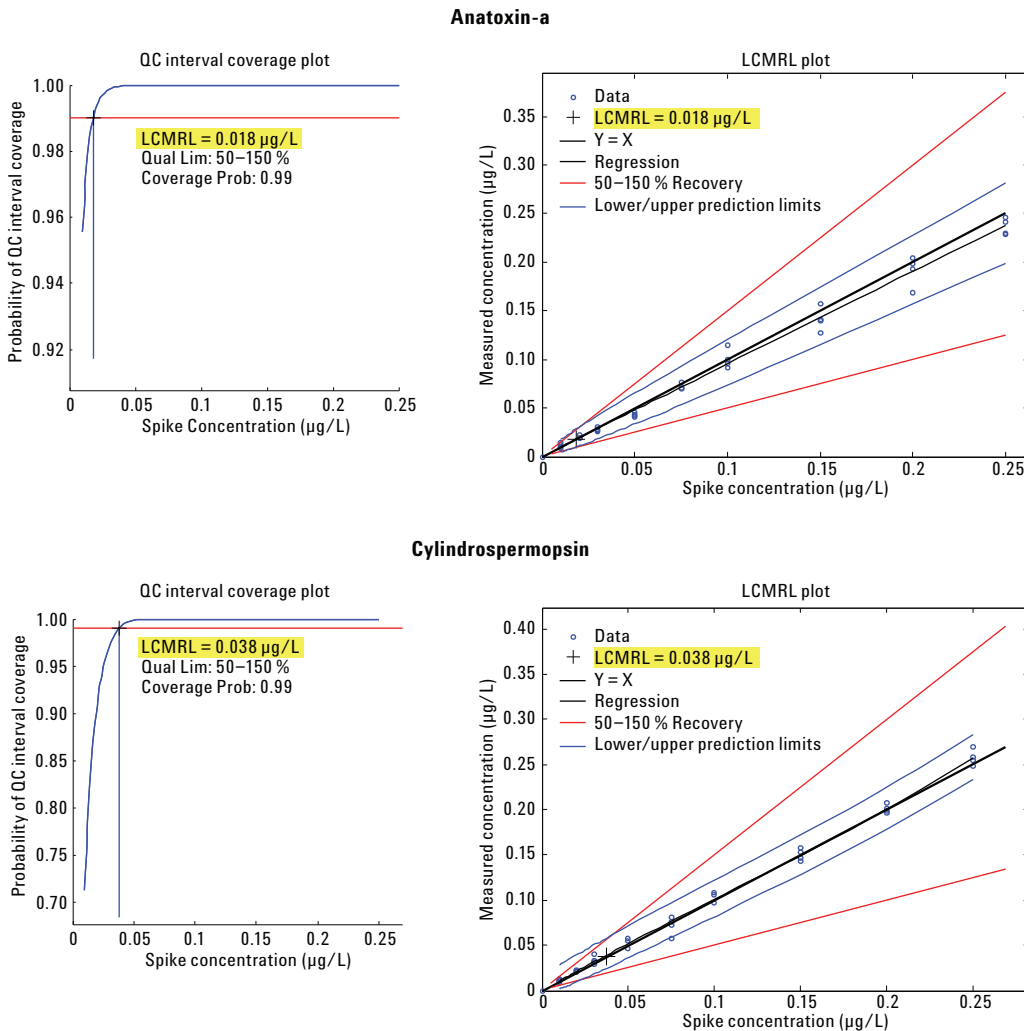 Anatoxin-a
QC interval coverage plot
Probability of QC interval coverage
1.00
0.98
0.96
0.94
0.92
LCMRL = 0.018 µg/L
Qual Lim: 50–150 %
Coverage Prob: 0.99
0 0.05 0.10 0.15 0.20 0.25
Spike Concentration (µg/L)
LCMRL plot
Measured concentration (µg/L)
0.35
0.30
0.25
0.20
0.15
0.10
0.05
0
Data
LCMRL = 0.018 µg/L
Y = X
Regression
50–150 % Recovery
Lower/upper prediction limits
0 0.05 0.1 0.15 0.2 0.25
Spike concentration (µg/L)
Cylindrospermopsin
QC interval coverage plot
Probability of QC interval coverage
1.00
0.95
0.90
0.85
0.80
0.75
0.70
LCMRL = 0.038 µg/L
Qual Lim: 50–150 %
Coverage Prob: 0.99
0 0.05 0.10 0.15 0.20 0.25
Spike concentration (µg/L)
LCMRL plot
Measured concentration (µg/L)
0.40
0.35
0.30
0.25
0.20
0.15
0.10
0.05
0
Data
LCMRL = 0.038 µg/L
Y = X
Regression
50–150 % Recovery
Lower/upper prediction limits
0 0.05 0.10 0.15 0.20 0.25
Spike concentration (µg/L)